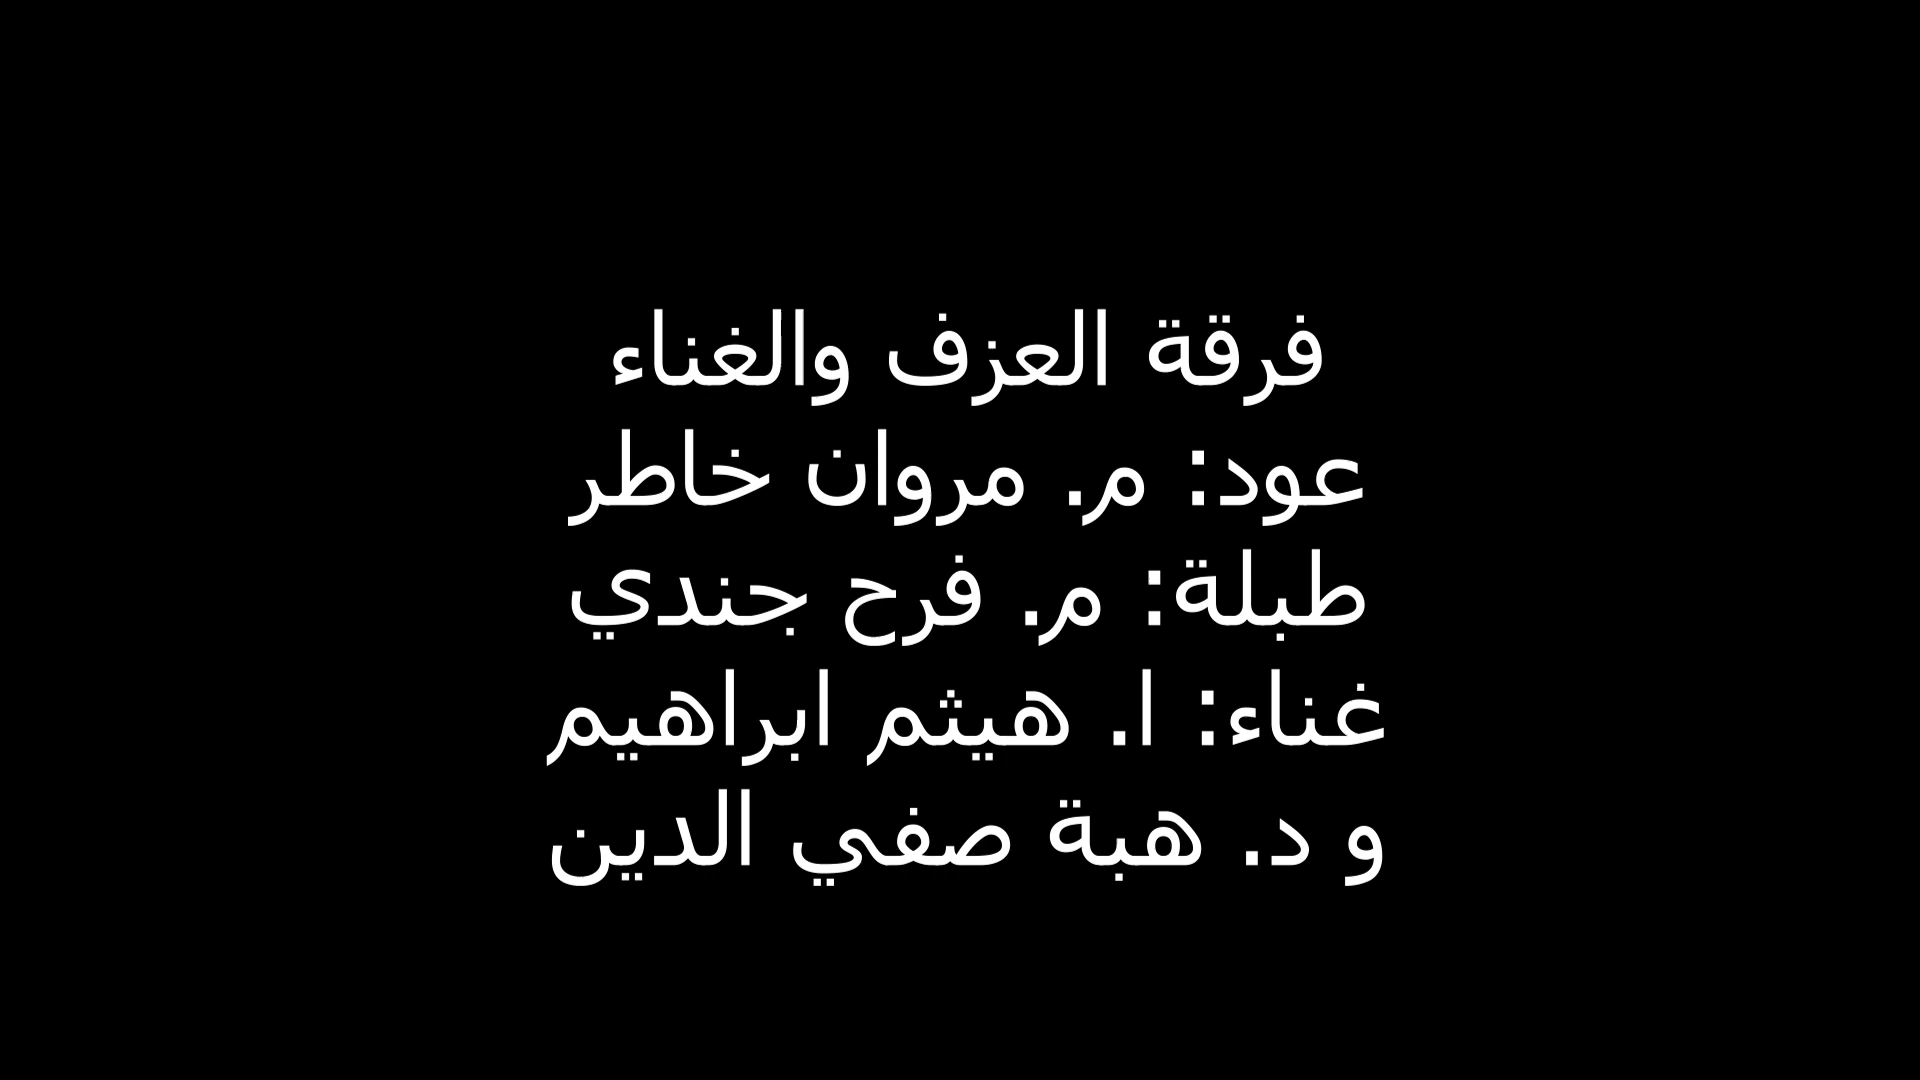 فرقة العزف والغناء
عود: م. مروان خاطر
طبلة: م. فرح جندي
غناء: ا. هيثم ابراهيم
و د. هبة صفي الدين